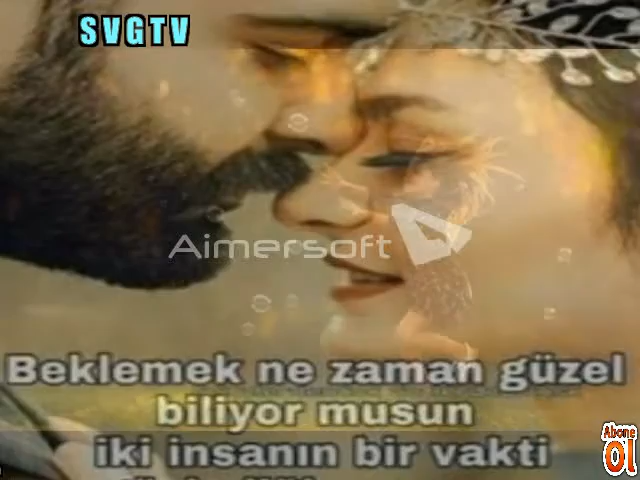 SVGTV
Aimersoft
Beklemek ne zaman güzel
biliyor musun
iki insanın bir vakti
Abone
Ol